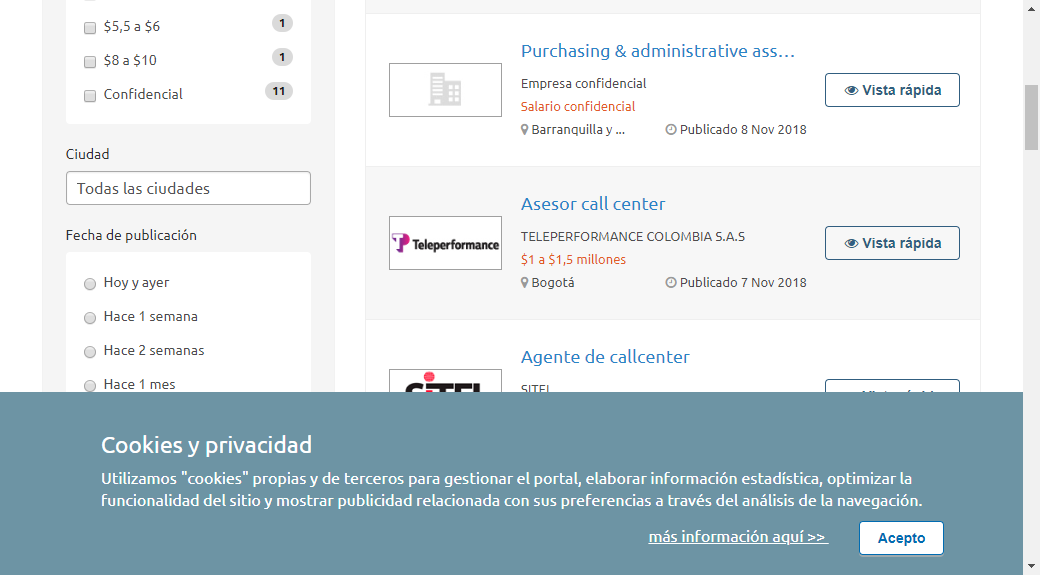 $5,5 a $6
1
$8 a $10
1
Confidencial
11
Ciudad
Todas las ciudades
Fecha de publicación
Hoy y ayer
Hace 1 semana
Hace 2 semanas
Hace 1 mes
Purchasing & administrative ass...
Empresa confidencial
Salario confidencial
Barranquilla y ...
Publicado 8 Nov 2018
Vista rápida
Asesor call center
Teleperformance
TELEPERFORMANCE COLOMBIA S.A.S
$1 a $1,5 millones
Bogotá
Publicado 7 Nov 2018
Vista rápida
Agente de callcenter
SITEL
SITEL
Cookies y privacidad
Utilizamos "cookies" propias y de terceros para gestionar el portal, elaborar información estadística, optimizar la
funcionalidad del sitio y mostrar publicidad relacionada con sus preferencias a través del análisis de la navegación.
más información aquí >>
Acepto